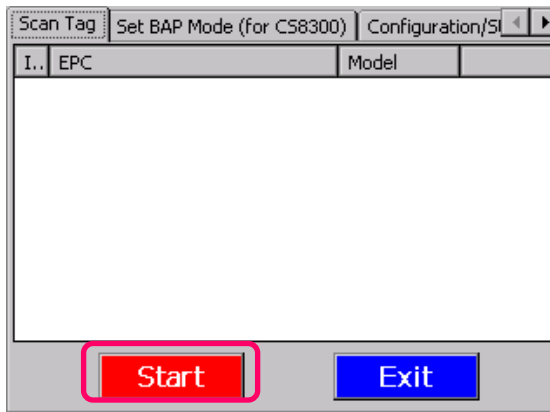 Scan Tag Set BAP Mode (for CS8300) Configuration/S
I.. EPC Model
Start Exit